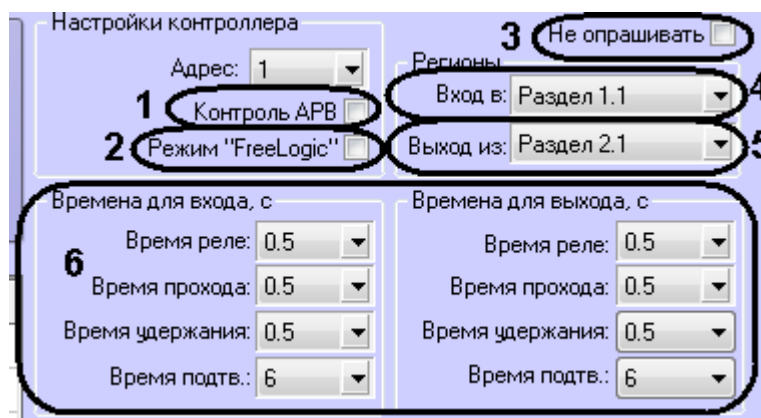 Настройки контроллера
3 Не опрашивать
Адрес: 1
Регионы
1 Контроль АРВ
Вход в: Раздел 1.1 4
2 Режим "FreeLogic"
Выход из: Раздел 2.1 5
Времена для входа, с
Время реле: 0.5
6
Время прохода: 0.5
Время удержания: 0.5
Время подтв.: 6
Времена для выхода, с
Время реле: 0.5
Время прохода: 0.5
Время удержания: 0.5
Время подтв.: 6